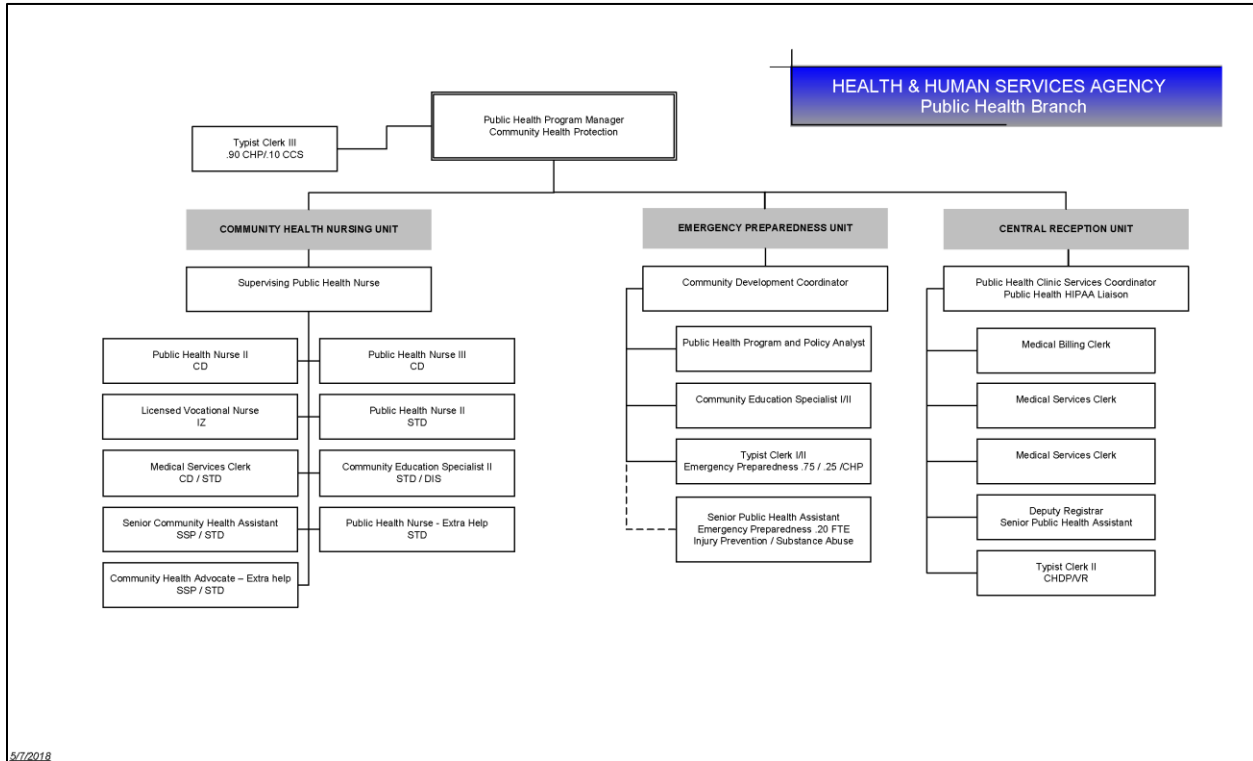 HEALTH & HUMAN SERVICES AGENCY
Public Health Branch
Public Health Program Manager
Community Health Protection
Typist Clerk III
.90 CHP/.10 CCS
COMMUNITY HEALTH NURSING UNIT
Supervising Public Health Nurse
Public Health Nurse II
CD
Public Health Nurse III
CD
Licensed Vocational Nurse
IZ
Public Health Nurse II
STD
Medical Services Clerk
CD / STD
Community Education Specialist II
STD / DIS
Senior Community Health Assistant
SSP / STD
Public Health Nurse - Extra Help
STD
Community Health Advocate – Extra help
SSP / STD
EMERGENCY PREPAREDNESS UNIT
Community Development Coordinator
Public Health Program and Policy Analyst
Community Education Specialist I/II
Typist Clerk I/II
Emergency Preparedness .75 / .25 /CHP
Senior Public Health Assistant
Emergency Preparedness .20 FTE
Injury Prevention / Substance Abuse
CENTRAL RECEPTION UNIT
Public Health Clinic Services Coordinator
Public Health HIPAA Liaison
Medical Billing Clerk
Medical Services Clerk
Medical Services Clerk
Deputy Registrar
Senior Public Health Assistant
Typist Clerk II
CHDP/VR
5/7/2018